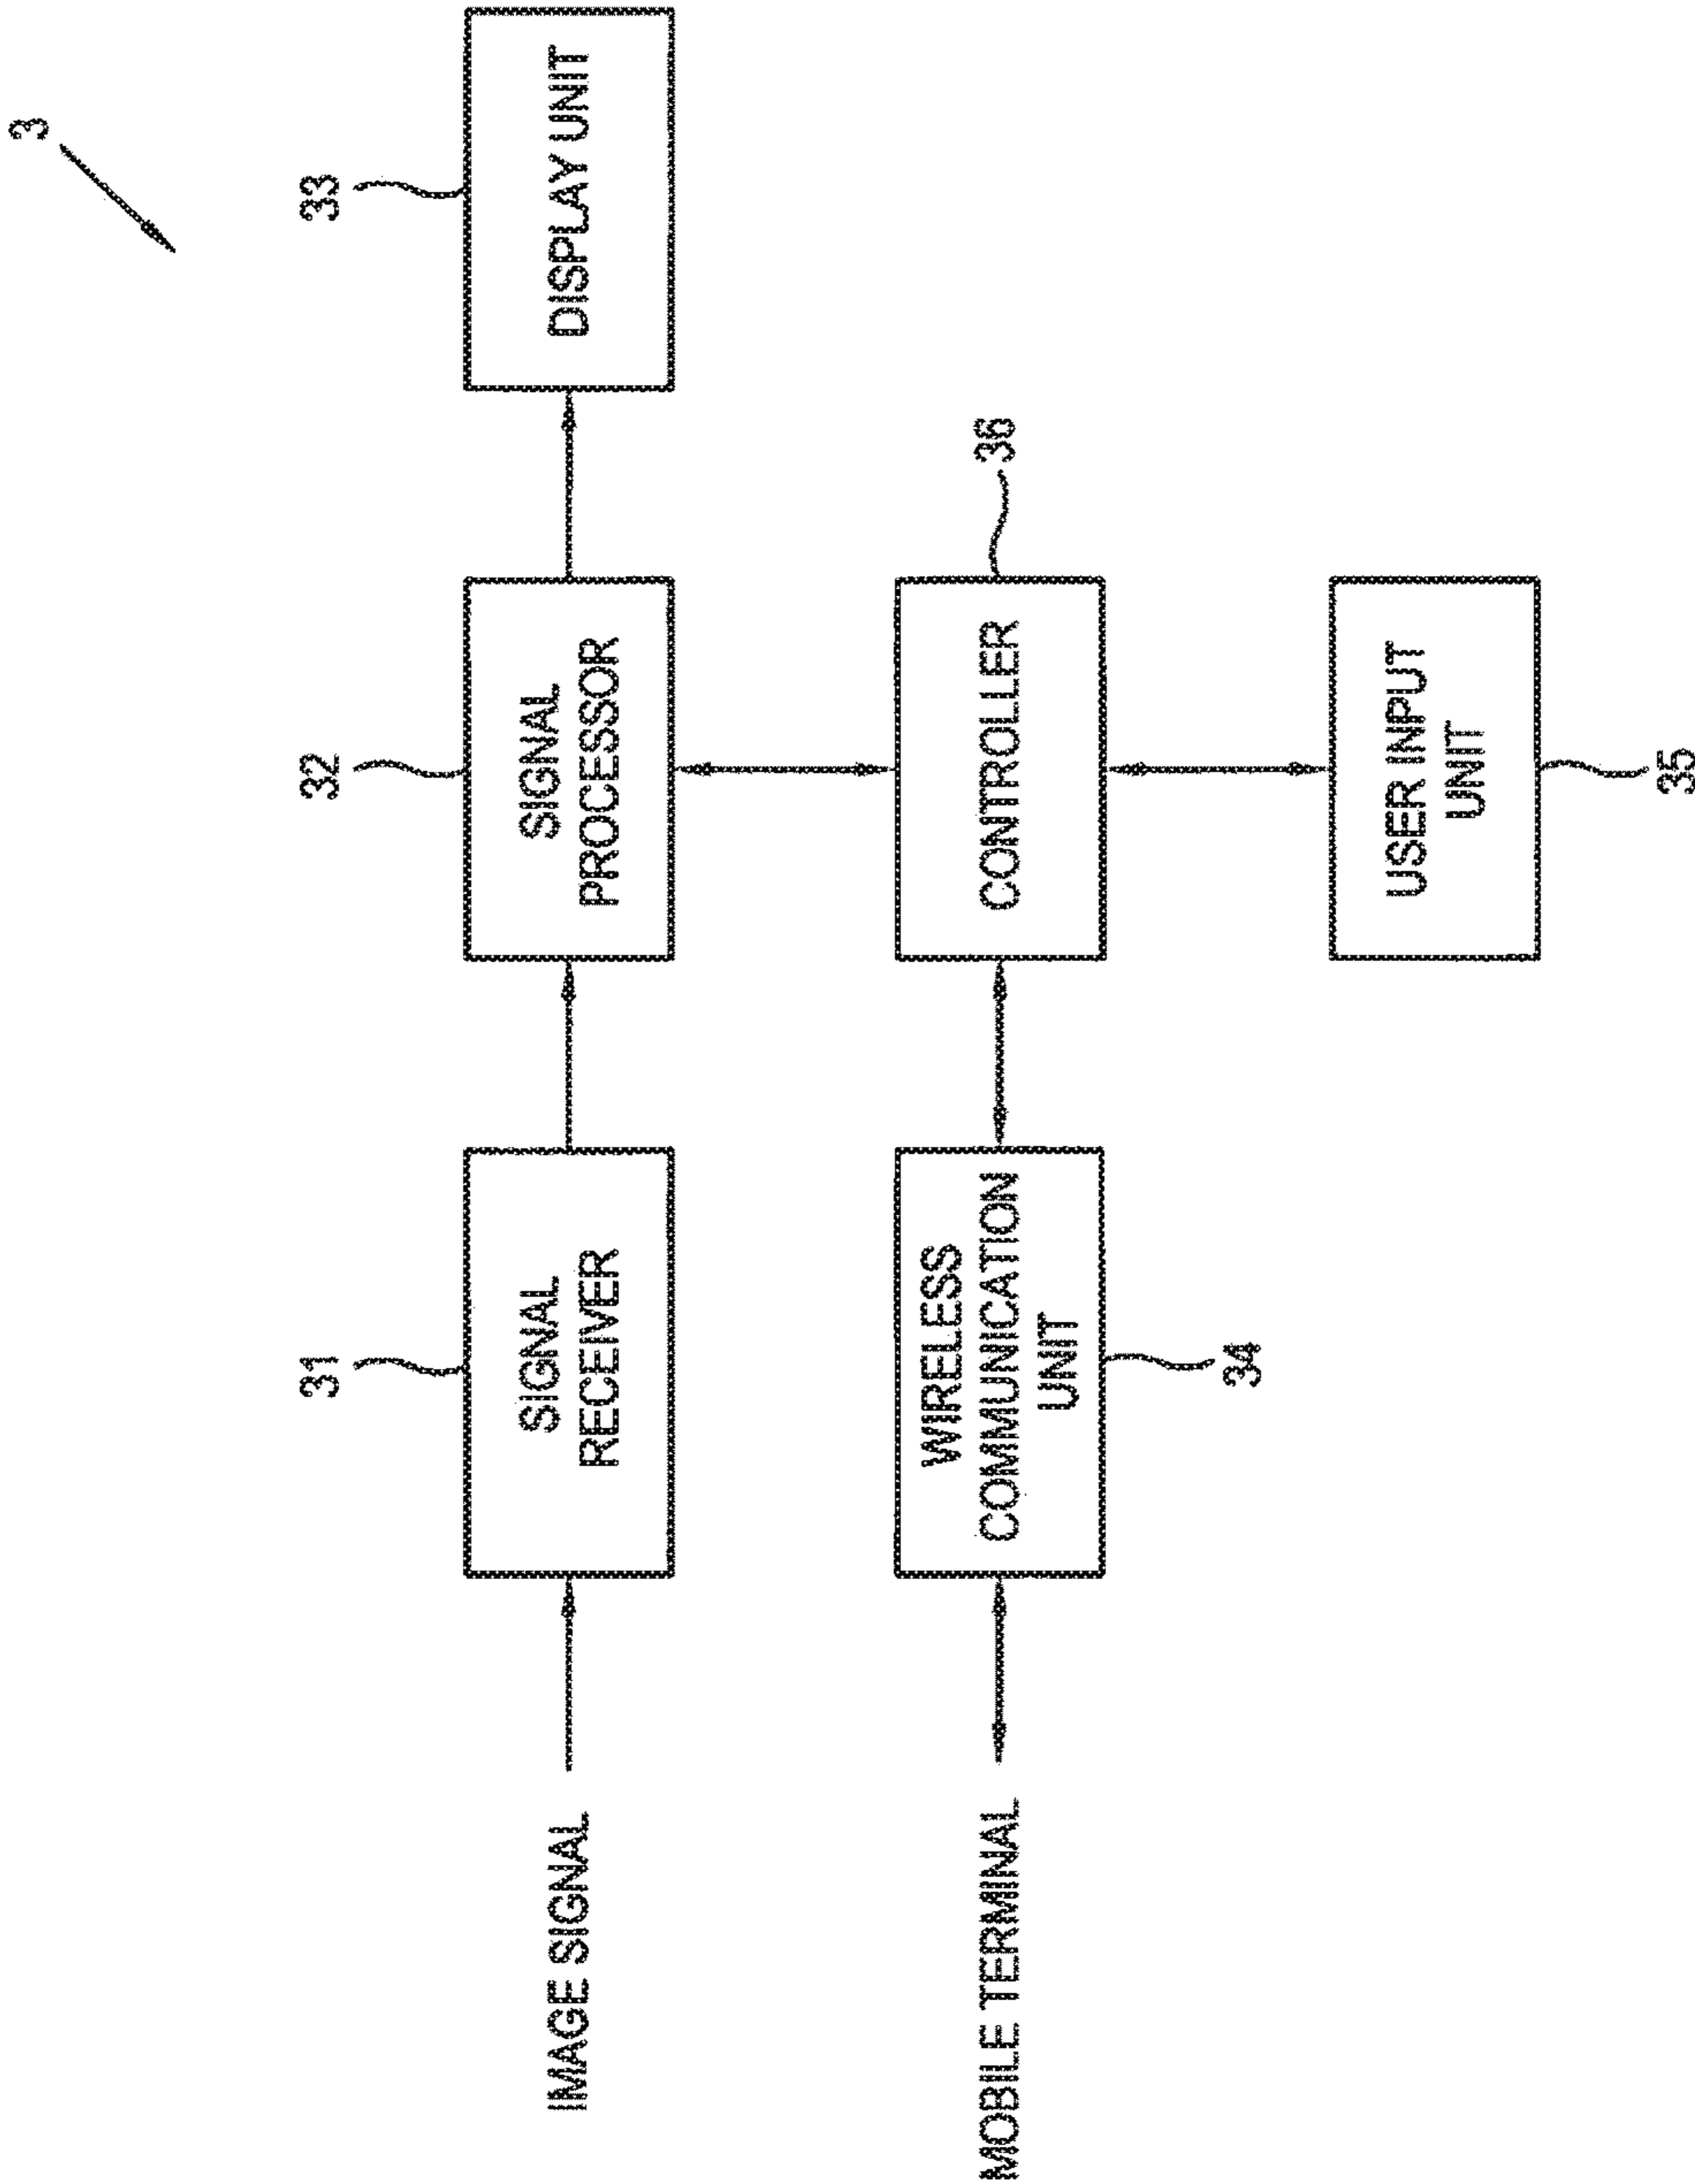 3
31
32
33
IMAGE SIGNAL
SIGNAL
RECEIVER
SIGNAL
PROCESSOR
DISPLAY UNIT
36
MOBILE TERMINAL
WIRELESS
COMMUNICATION
UNIT
CONTROLLER
34
USER INPUT
UNIT
35